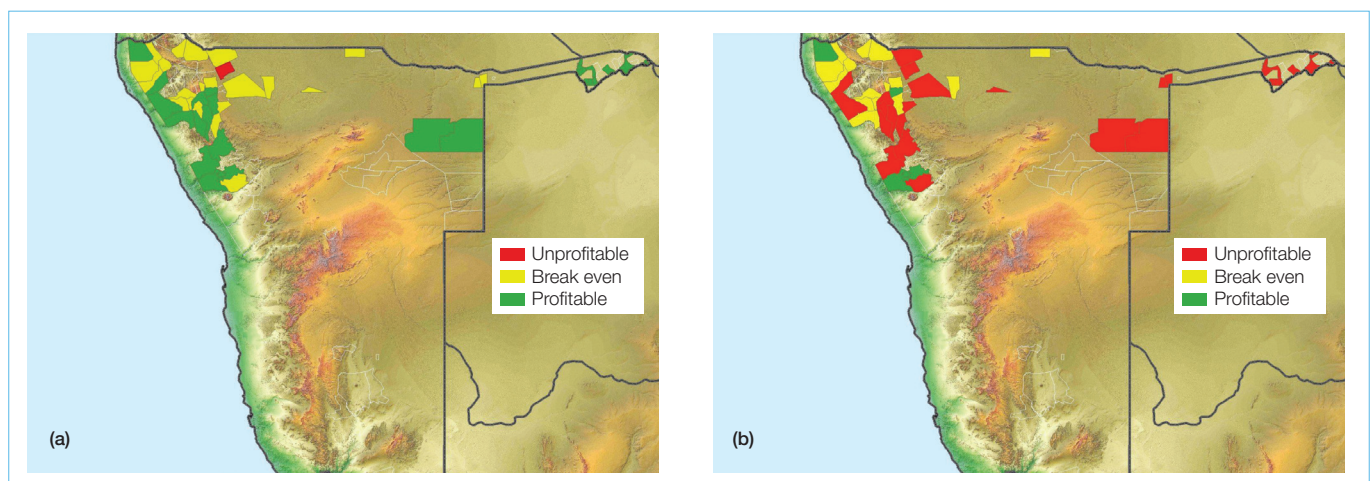 Unprofitable
Break even
Profitable
(a)
Unprofitable
Break even
Profitable
(b)